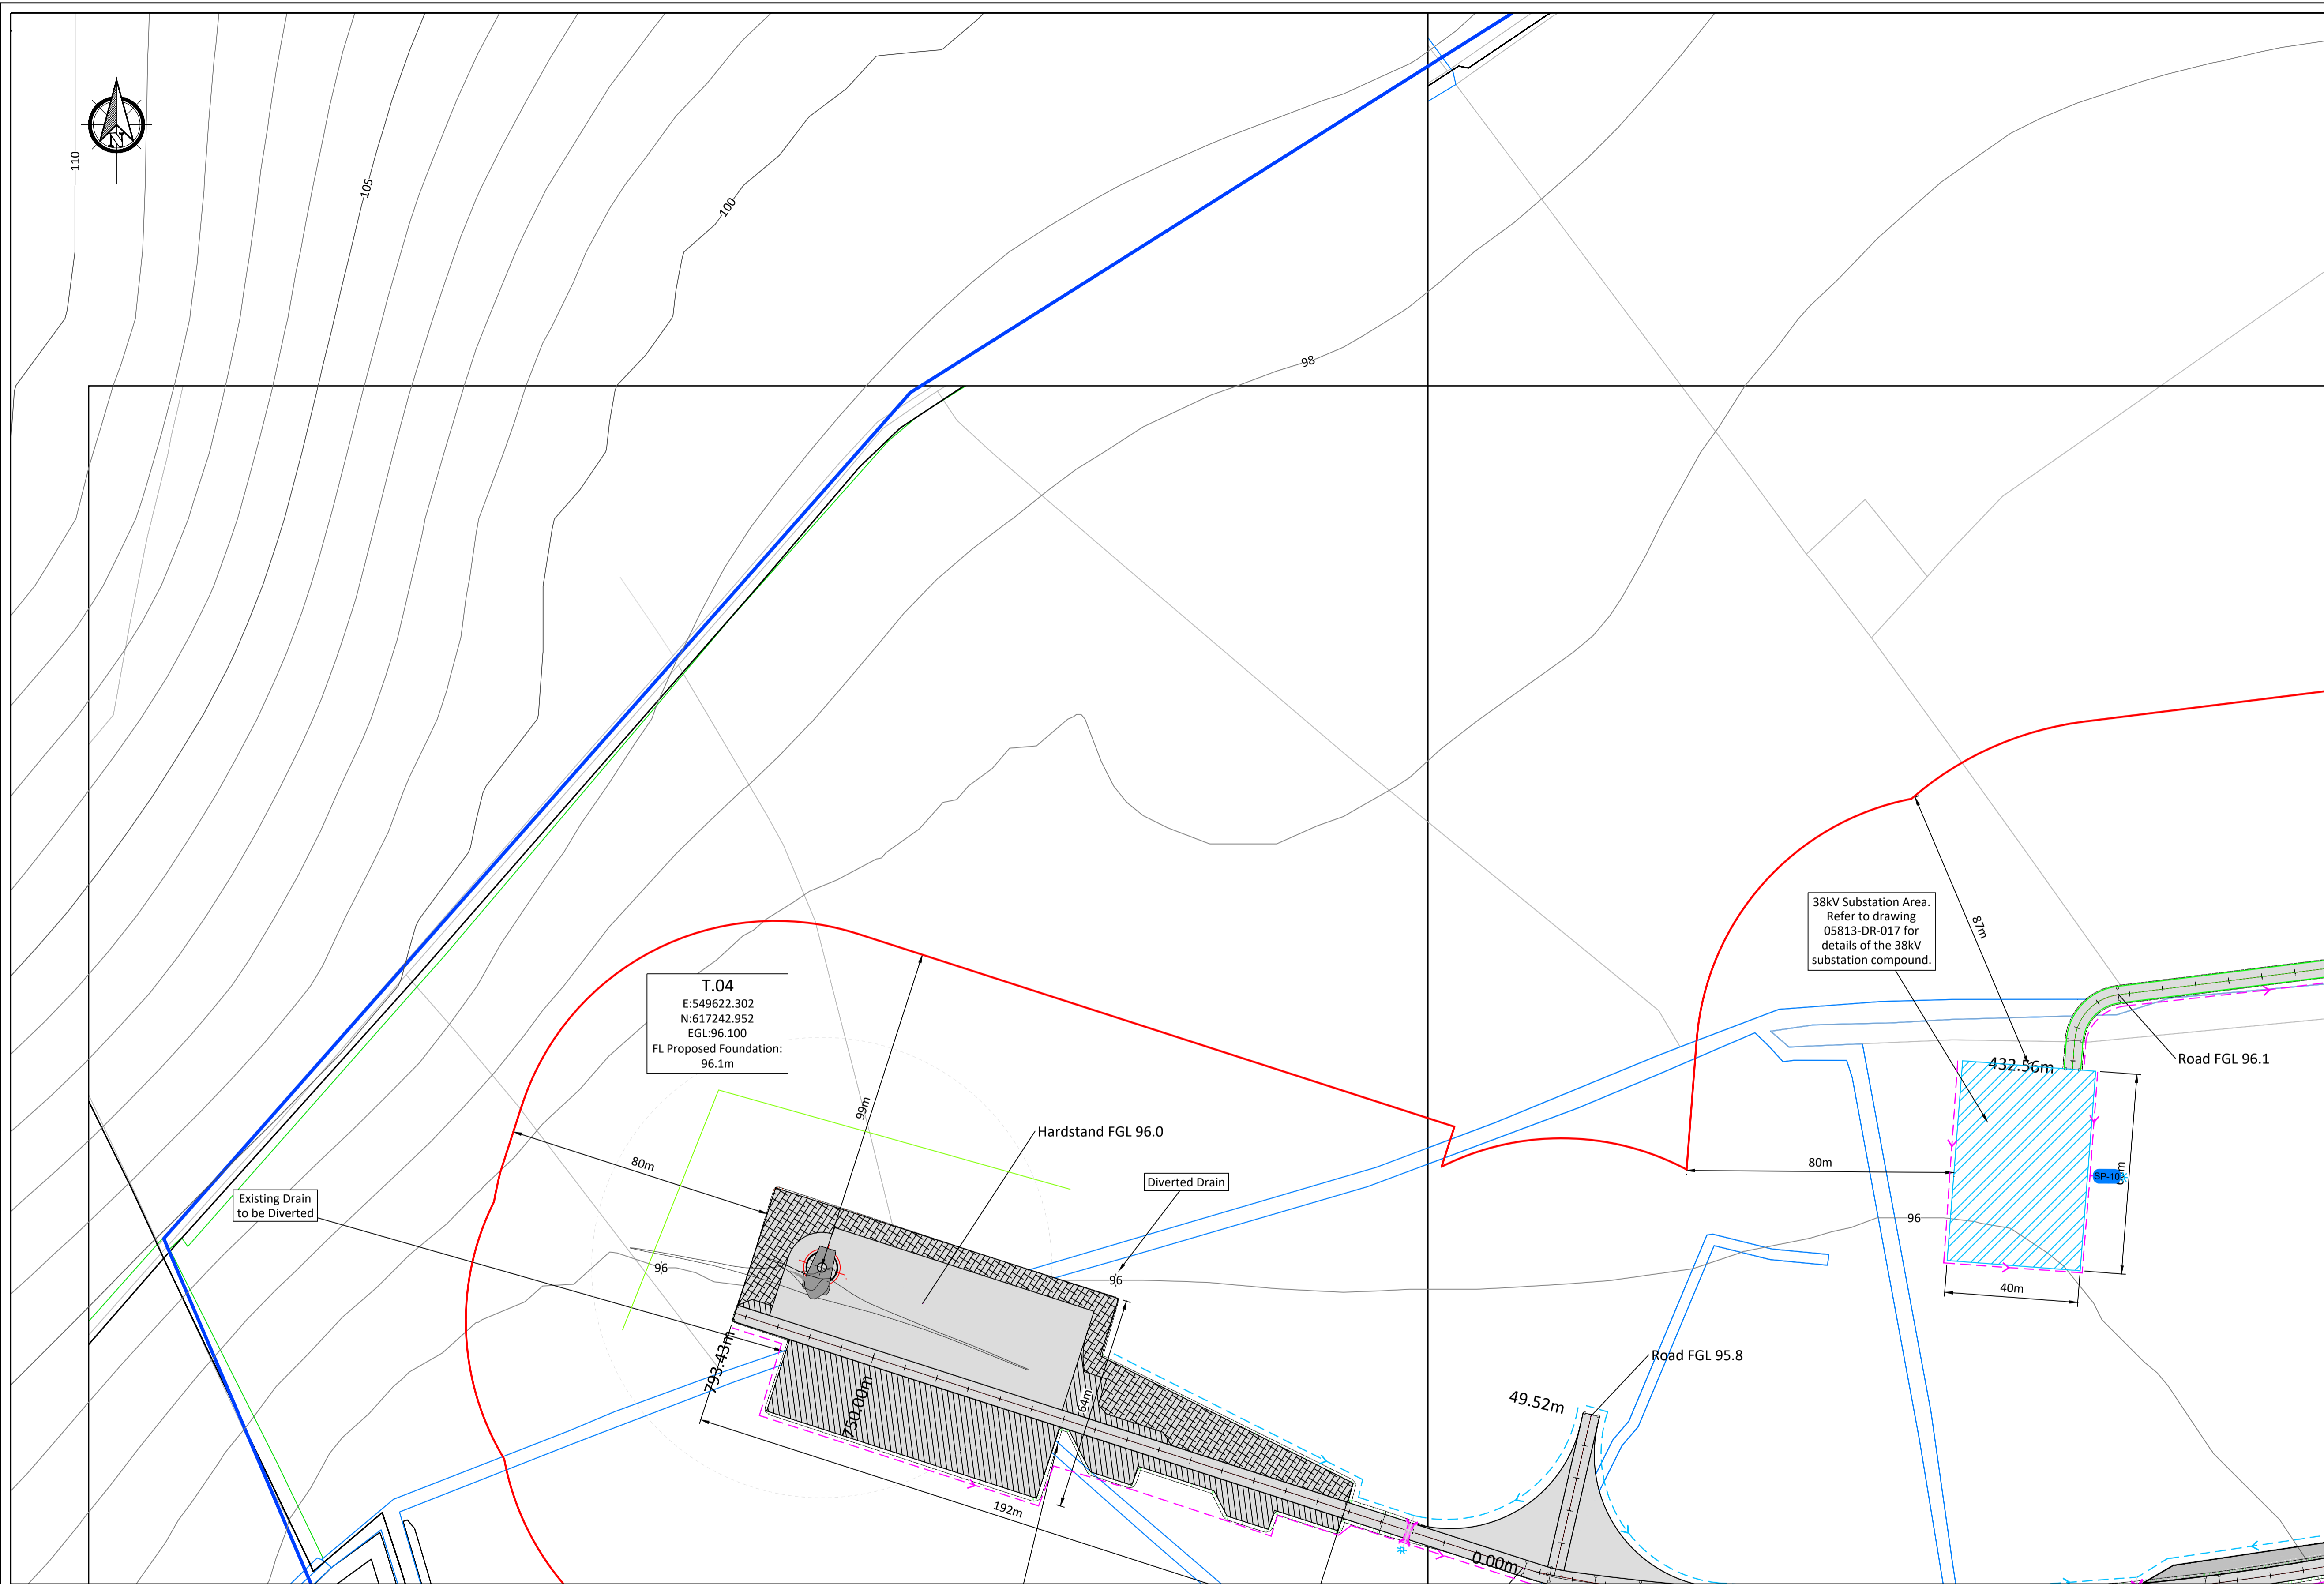 N
110
105
100
98
38kV Substation Area.
Refer to drawing
05813-DR-017 for
details of the 38kV
substation compound.
87m
T.04
E:549622.302
N:617242.952
EGL:96.100
FL Proposed Foundation:
96.1m
99m
432.56m
Road FGL 96.1
Hardstand FGL 96.0
80m
80m
SP-10
Diverted Drain
Existing Drain
to be Diverted
96
96
96
40m
793.43m
750.00m
64m
Road FGL 95.8
49.52m
192m
0.00m